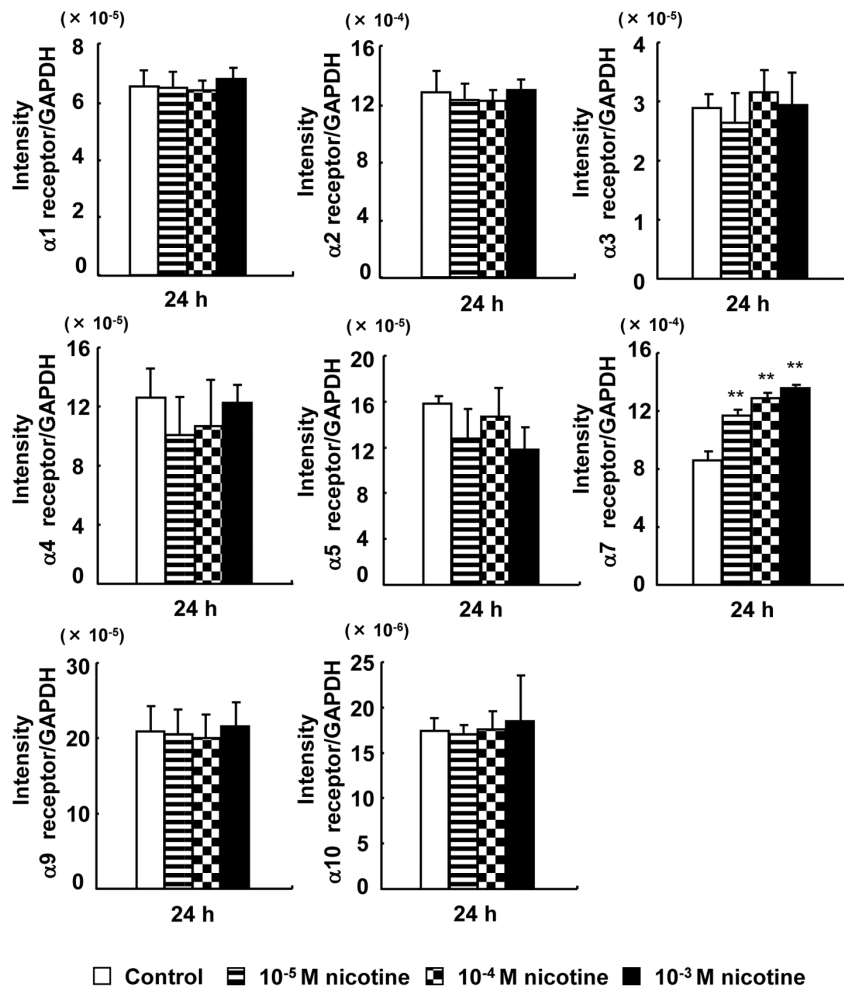 (× 10⁻⁵)
Intensity
α1 receptor/GAPDH
8
6
4
2
0
24 h
(× 10⁻⁴)
Intensity
α2 receptor/GAPDH
16
12
8
4
0
24 h
(× 10⁻⁵)
Intensity
α3 receptor/GAPDH
4
3
2
1
0
24 h
(× 10⁻⁵)
Intensity
α4 receptor/GAPDH
16
12
8
4
0
24 h
(× 10⁻⁵)
Intensity
α5 receptor/GAPDH
20
16
12
8
4
0
24 h
(× 10⁻⁴)
Intensity
α7 receptor/GAPDH
16
12
8
4
0
**
**
**
24 h
(× 10⁻⁵)
Intensity
α9 receptor/GAPDH
30
20
10
0
24 h
(× 10⁻⁶)
Intensity
α10 receptor/GAPDH
25
20
15
10
5
0
24 h
Control 10⁻⁵ M nicotine 10⁻⁴ M nicotine 10⁻³ M nicotine